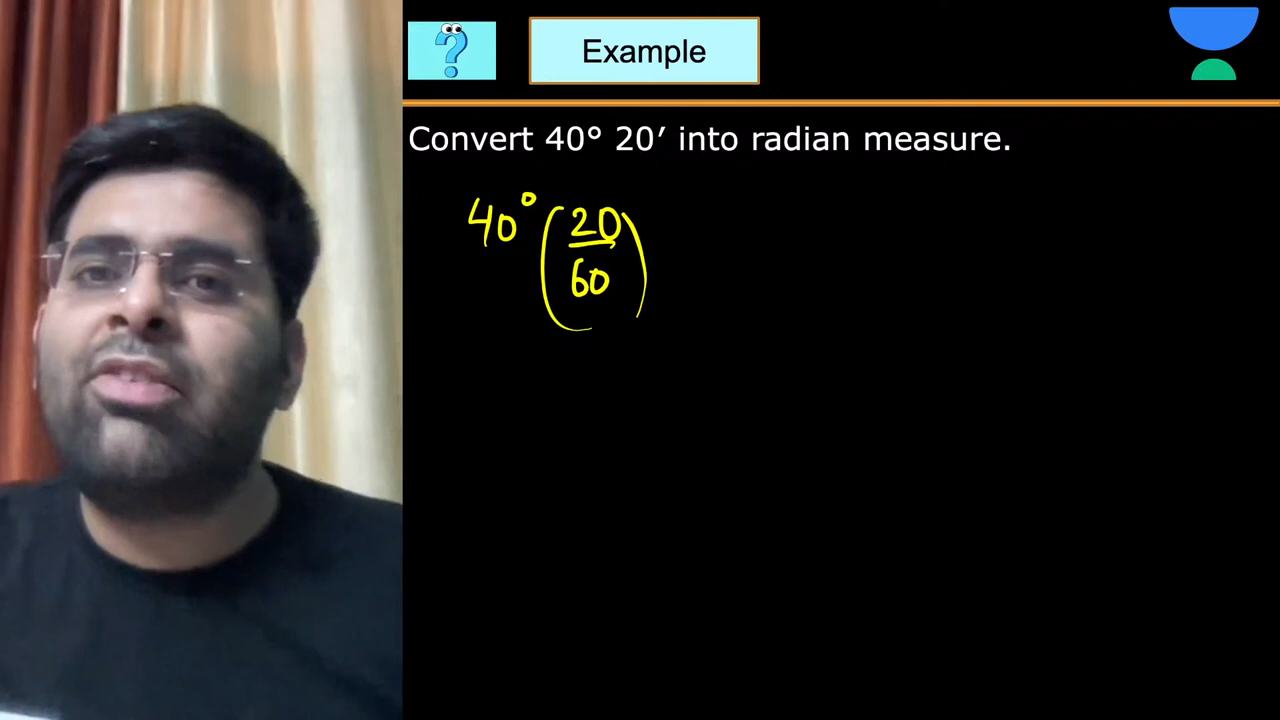 ?
Example
Convert 40° 20′ into radian measure.
40° (20/60)